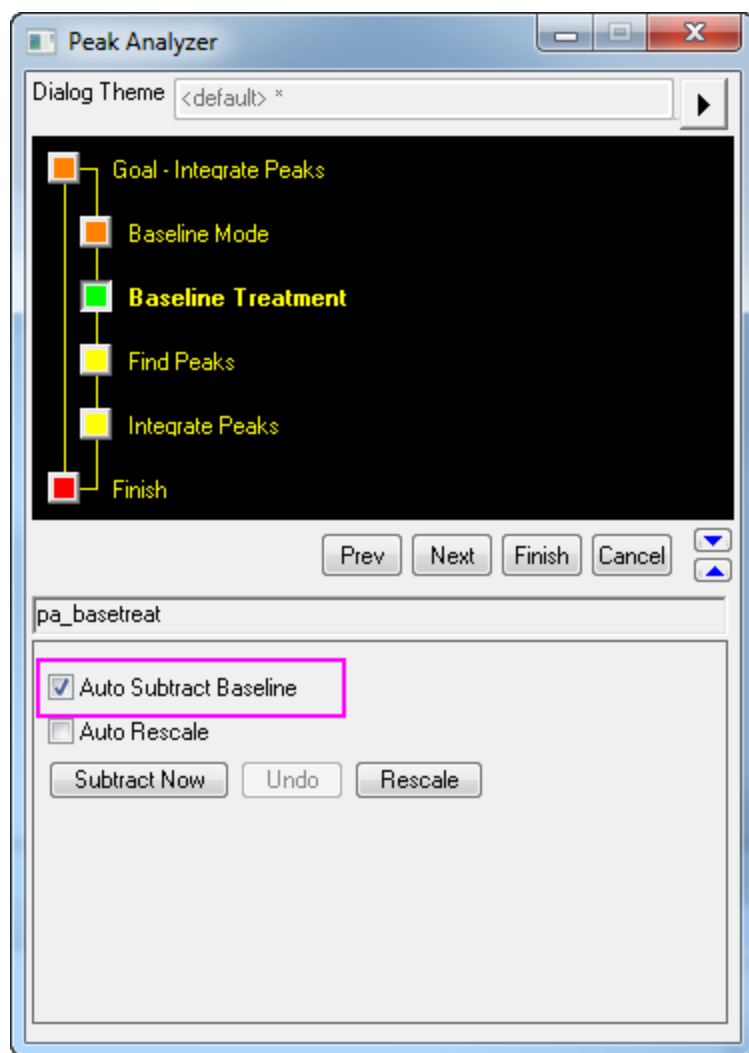 Peak Analyzer
Dialog Theme <default> *
Goal - Integrate Peaks
Baseline Mode
Baseline Treatment
Find Peaks
Integrate Peaks
Finish
Prev Next Finish Cancel
pa_basetreat
Auto Subtract Baseline
Auto Rescale
Subtract Now Undo Rescale